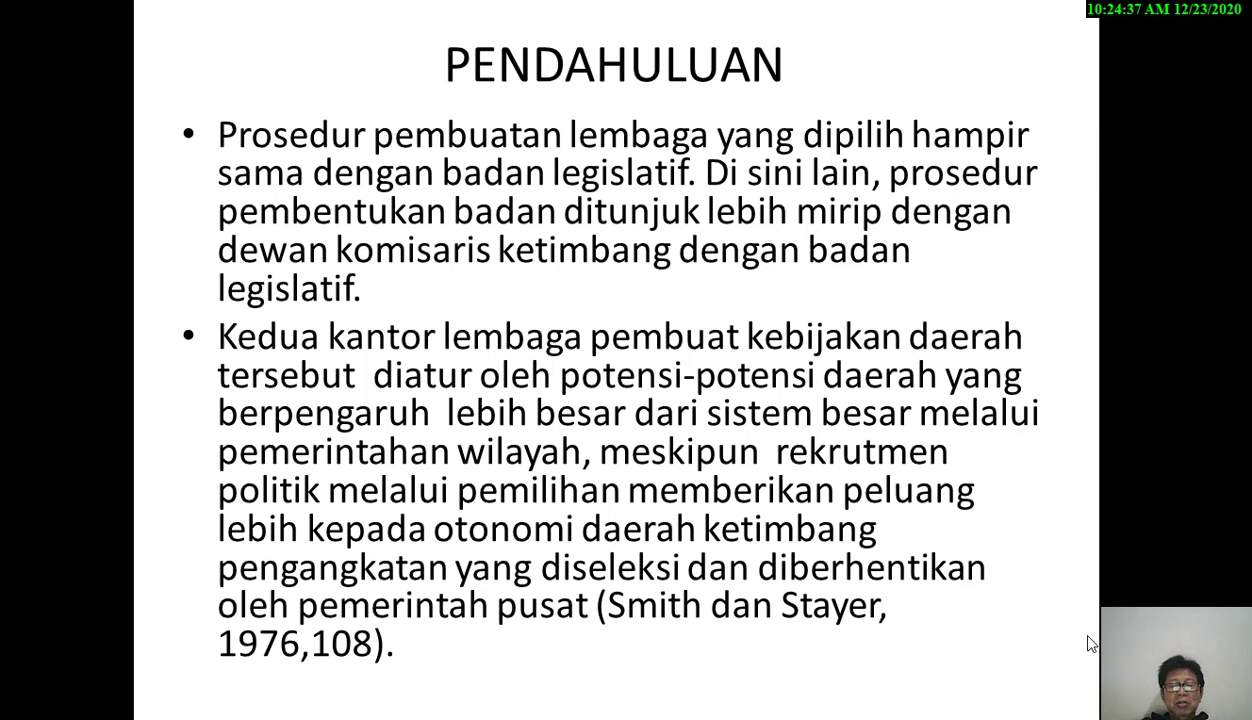 10:24:37 AM 12/23/2020
PENDAHULUAN
• Prosedur pembuatan lembaga yang dipilih hampir
sama dengan badan legislatif. Di sini lain, prosedur
pembentukan badan ditunjuk lebih mirip dengan
dewan komisaris ketimbang dengan badan
legislatif.
• Kedua kantor lembaga pembuat kebijakan daerah
tersebut diatur oleh potensi-potensi daerah yang
berpengaruh lebih besar dari sistem besar melalui
pemerintahan wilayah, meskipun rekrutmen
politik melalui pemilihan memberikan peluang
lebih kepada otonomi daerah ketimbang
pengangkatan yang diseleksi dan diberhentikan
oleh pemerintah pusat (Smith dan Stayer,
1976,108).